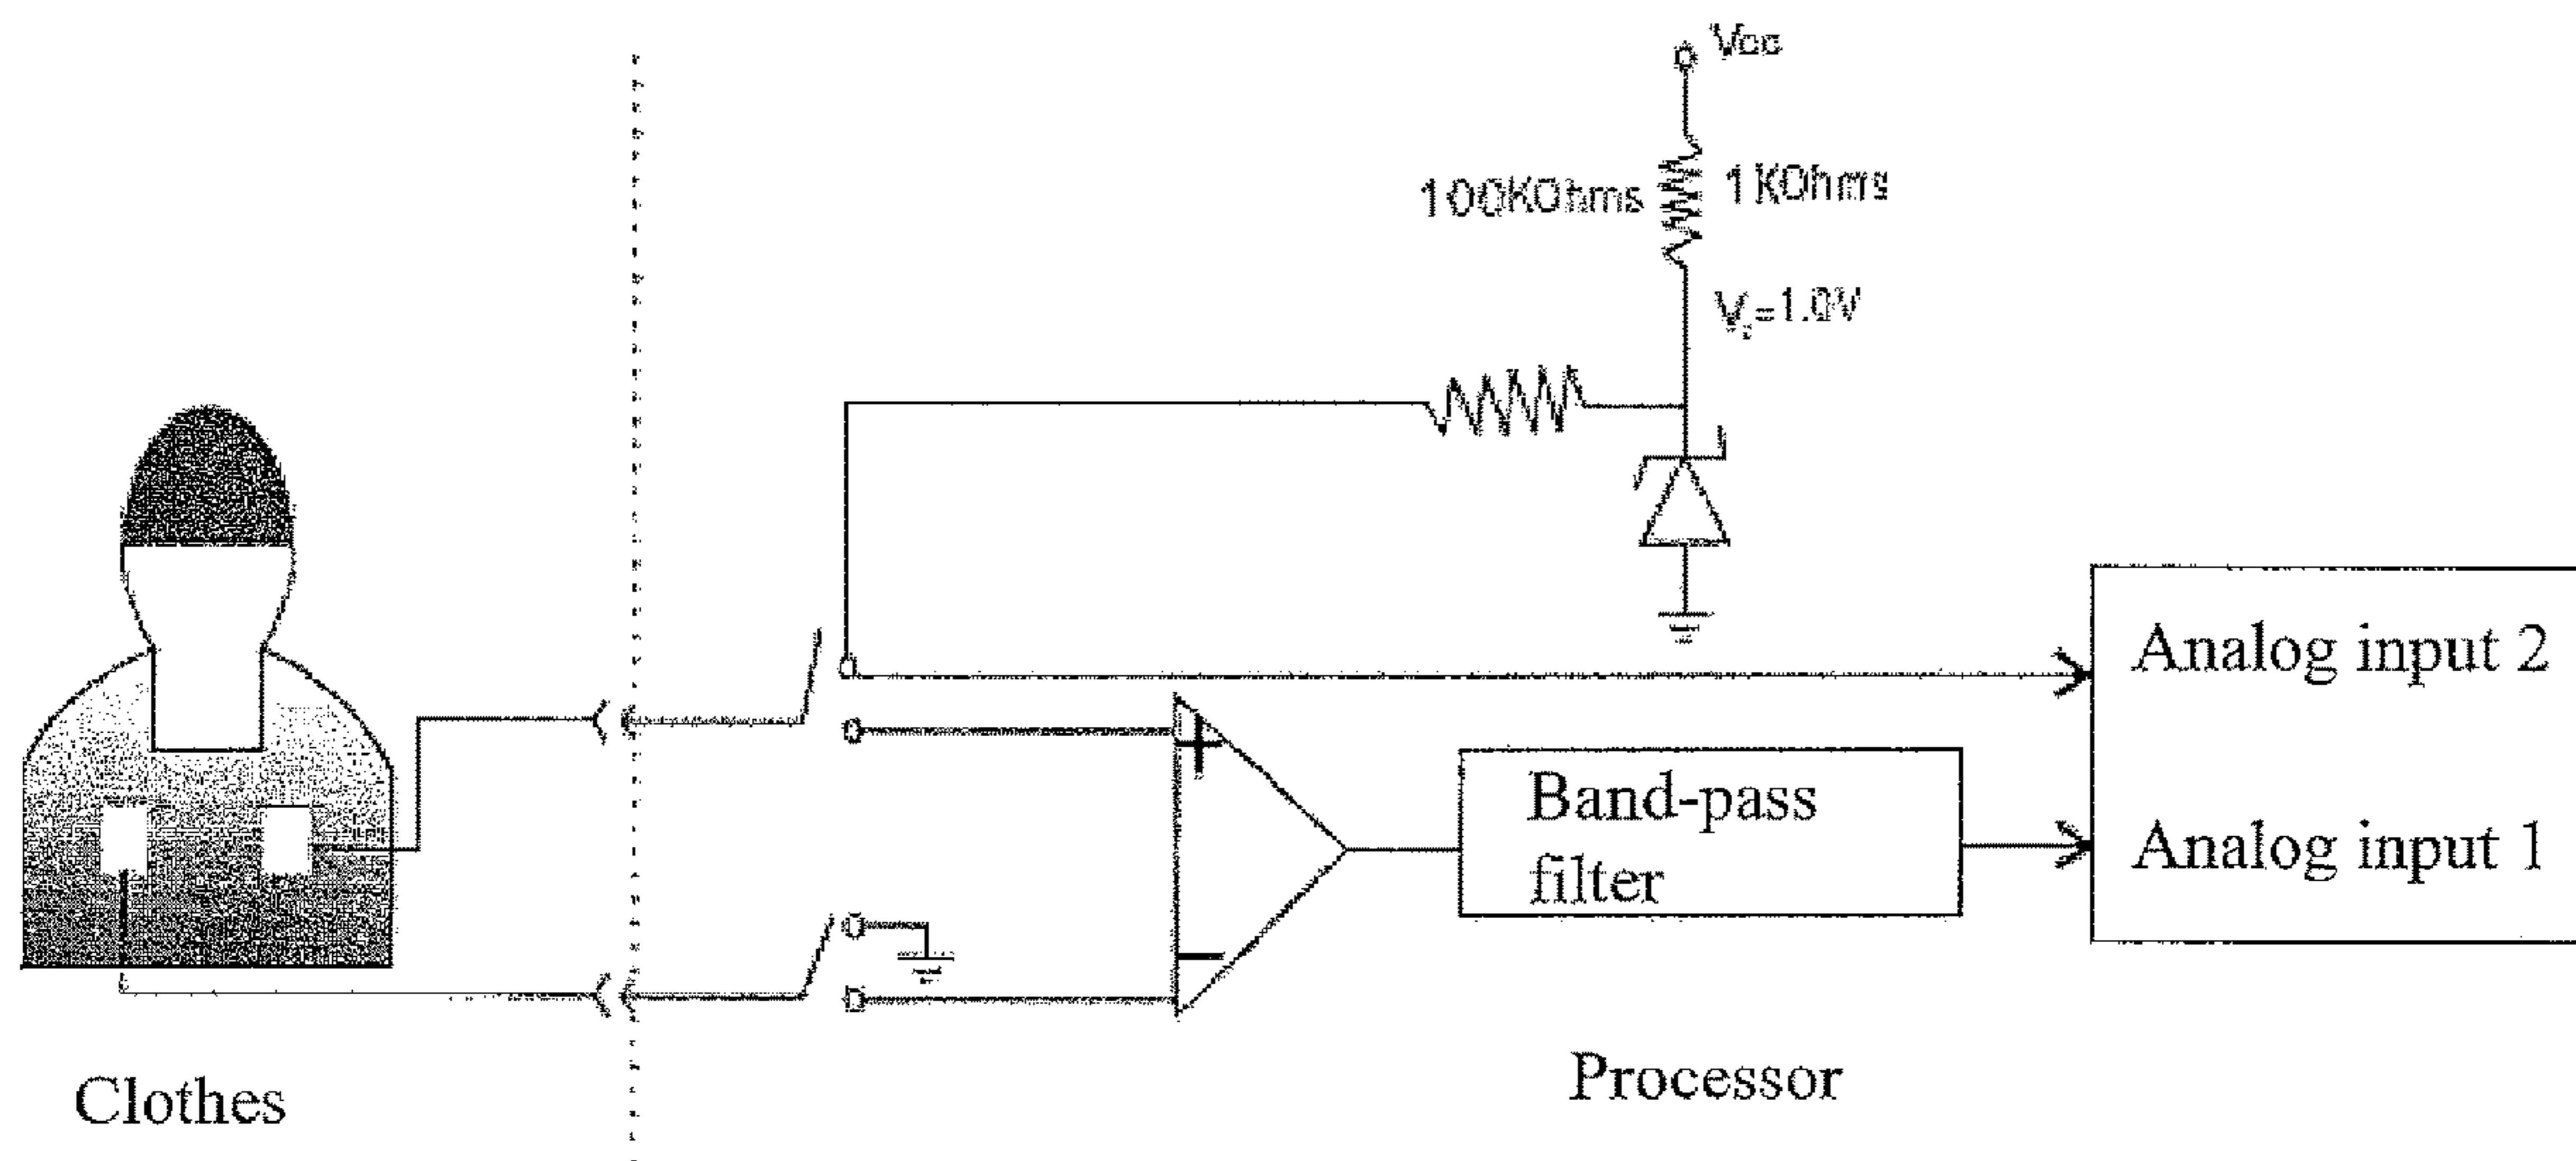 Vcc
100KOhms
1KOhms
Vz=1.0V
+
Analog input 2
Band-pass
filter
Analog input 1
−
Processor
Clothes